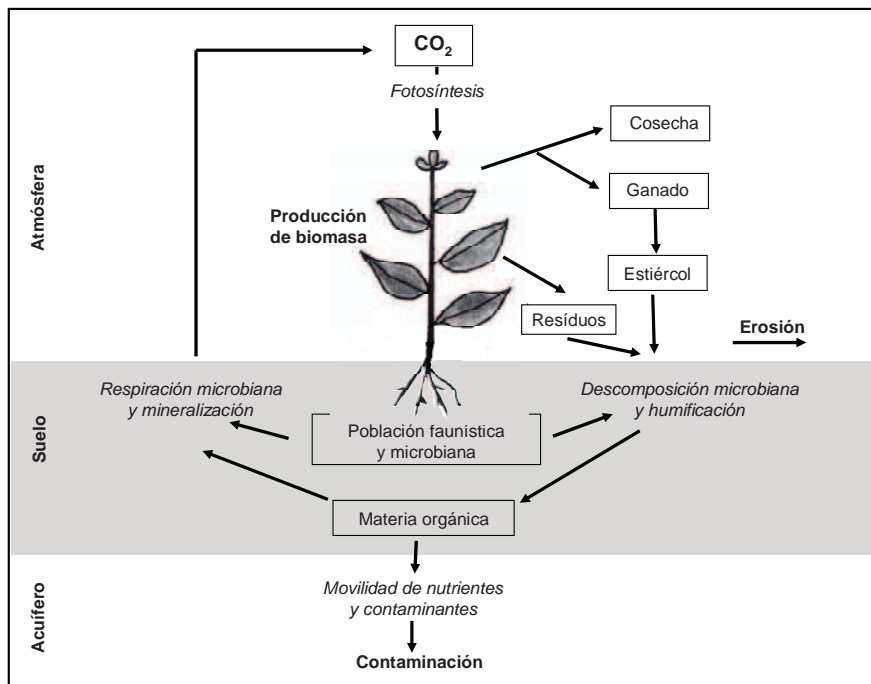 CO₂
Fotosíntesis
Cosecha
Ganado
Producción
de biomasa
Estiércol
Resíduos
Erosión
Atmósfera
Respiración microbiana
y mineralización
Descomposición microbiana
y humificación
Población faunística
y microbiana
Suelo
Materia orgánica
Movilidad de nutrientes
y contaminantes
Acuífero
Contaminación